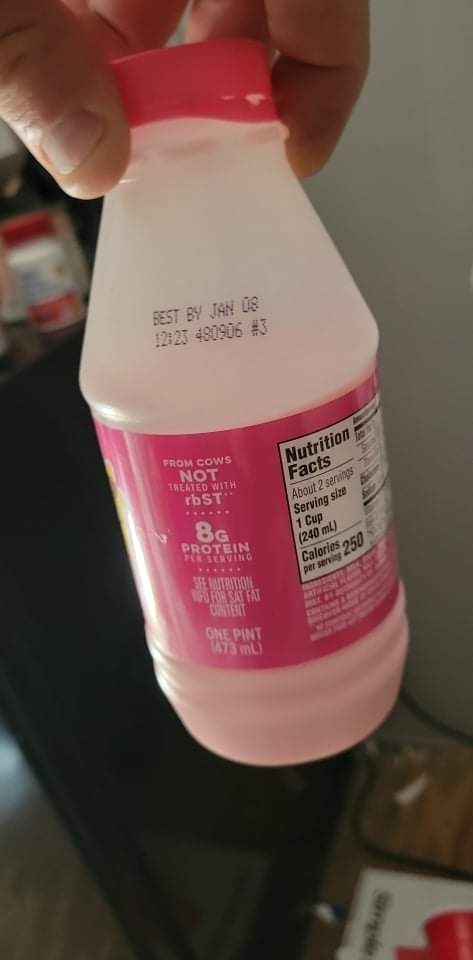 BEST BY JAN 08
12:23 480906 #3
FROM COWS
NOT
TREATED WITH
rbST
8G
PROTEIN
PER SERVING
SEE NUTRITION
INFO FOR SAT FAT
CONTENT
ONE PINT
(473 mL)
Nutrition
Facts
About 2 servings
Serving size
1 Cup
(240 mL)
Calories 250
per serving
Simple